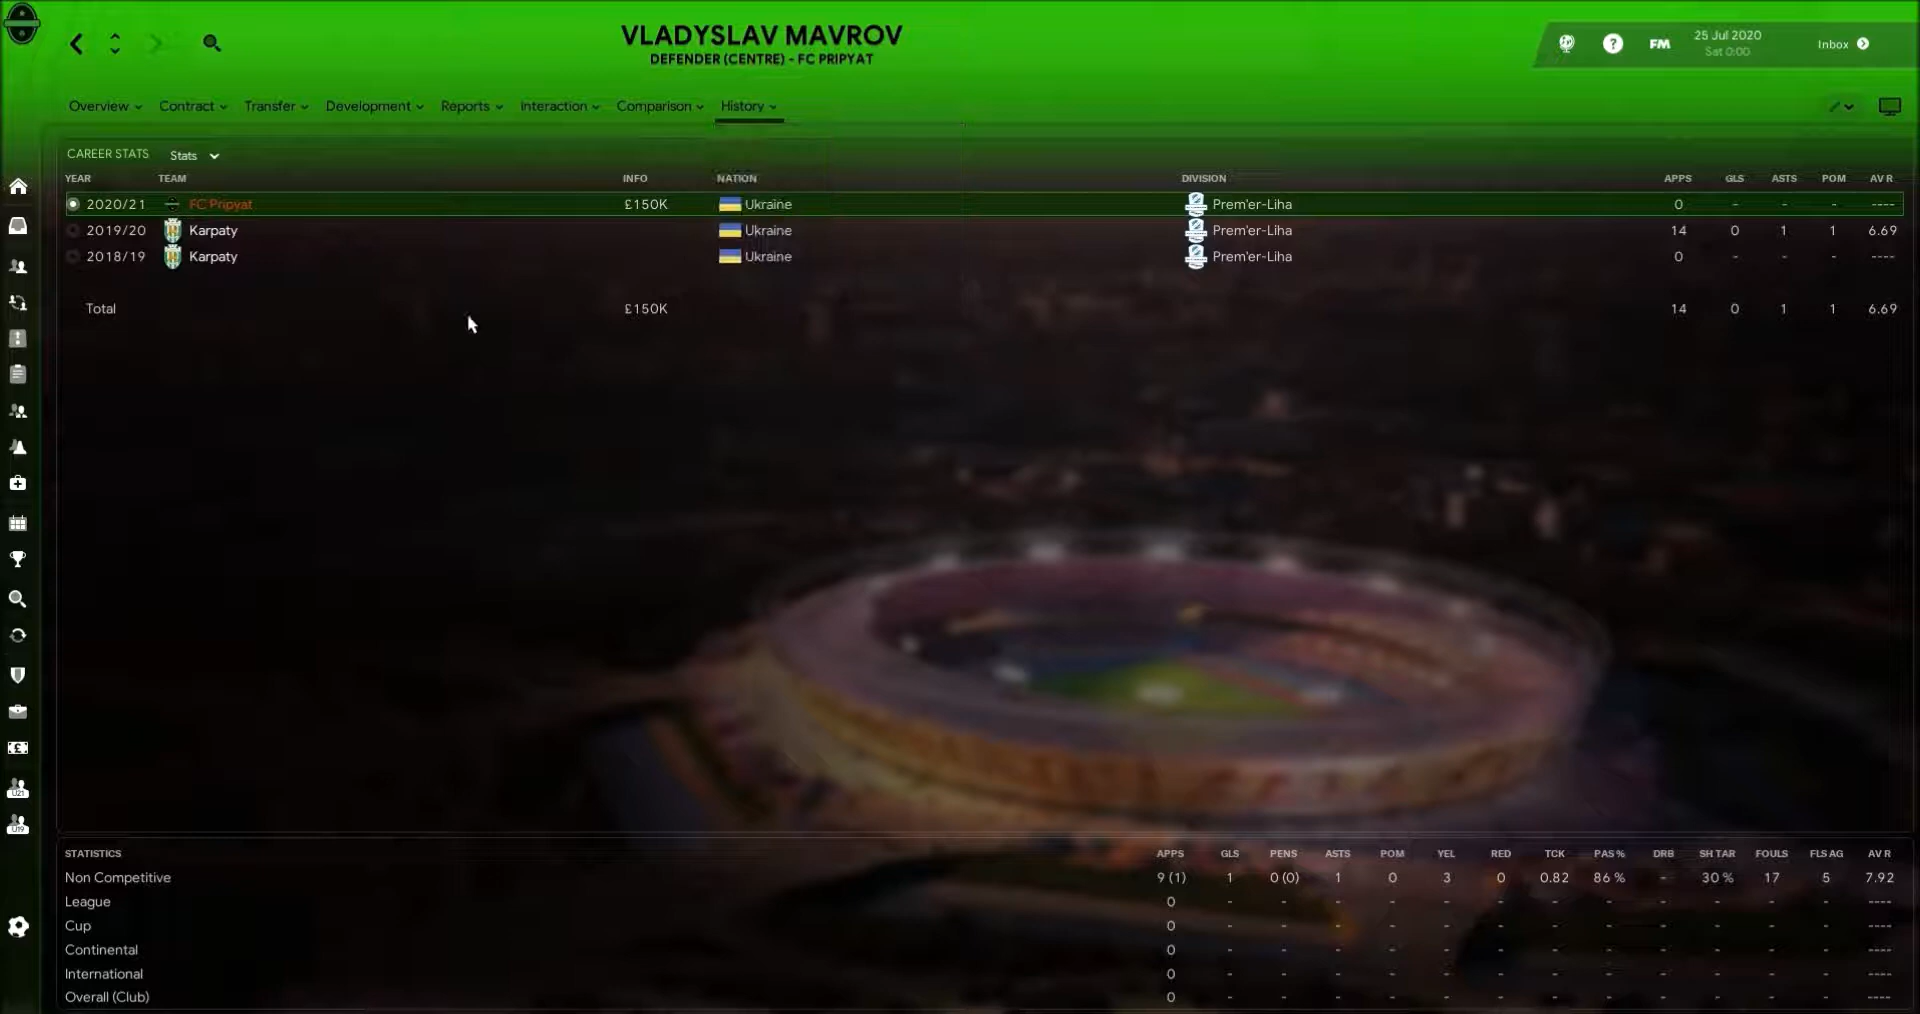 VLADYSLAV MAVROV
DEFENDER (CENTRE) - FC PRIPYAT
FM
25 Jul 2020
Sat 0:00
Inbox
Overview Contract Transfer Development Reports Interaction Comparison History
CAREER STATS Stats
YEAR TEAM INFO NATION DIVISION APPS GLS ASTS POM AV R
2020/21 FC Pripyat £150K Ukraine Prem'er-Liha 0 - - - ----
2019/20 Karpaty Ukraine Prem'er-Liha 14 0 1 1 6.69
2018/19 Karpaty Ukraine Prem'er-Liha 0 - - - ----
Total £150K 14 0 1 1 6.69
U21
U19
STATISTICS APPS GLS PENS ASTS POM YEL RED TCK PAS % DRB SH TAR FOULS FLS AG AV R
Non Competitive 9 (1) 1 0 (0) 1 0 3 0 0.82 86 % - 30 % 17 5 7.92
League 0 - - - - - - - - - - - - ----
Cup 0 - - - - - - - - - - - - ----
Continental 0 - - - - - - - - - - - - ----
International 0 - - - - - - - - - - - - ----
Overall (Club) 0 - - - - - - - - - - - - ----